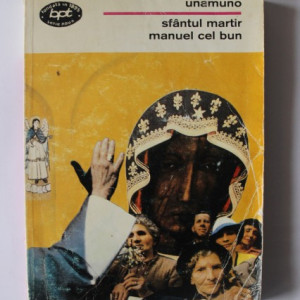 unamuno
sfântul martir
manuel cel bun
bpt